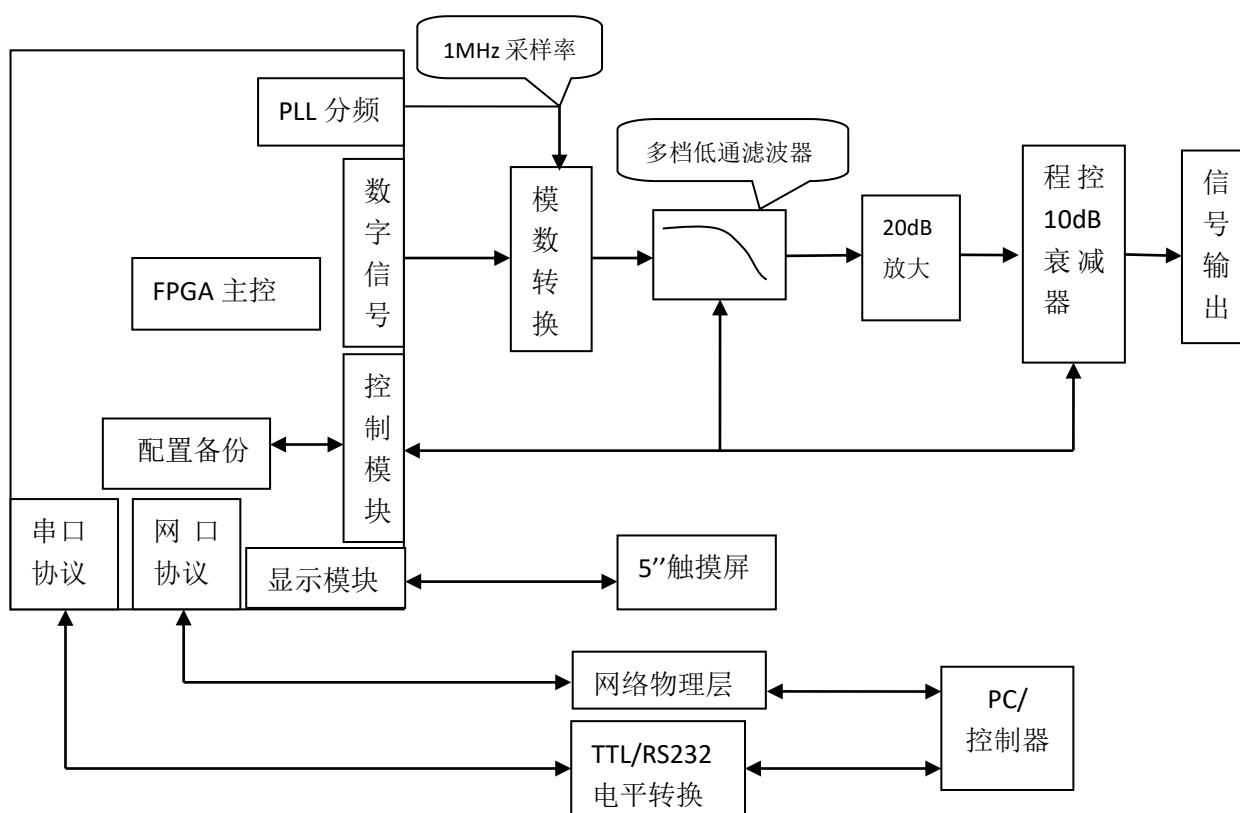 1MHz 采样率
PLL 分频
多档低通滤波器
数
字
信
号
模
数
转
换
20dB
放大
程控
10dB
衰减
器
信
号
输
出
FPGA 主控
控
制
模
块
配置备份
串口
协议
网口
协议
显示模块
5''触摸屏
网络物理层
PC/
控制器
TTL/RS232
电平转换